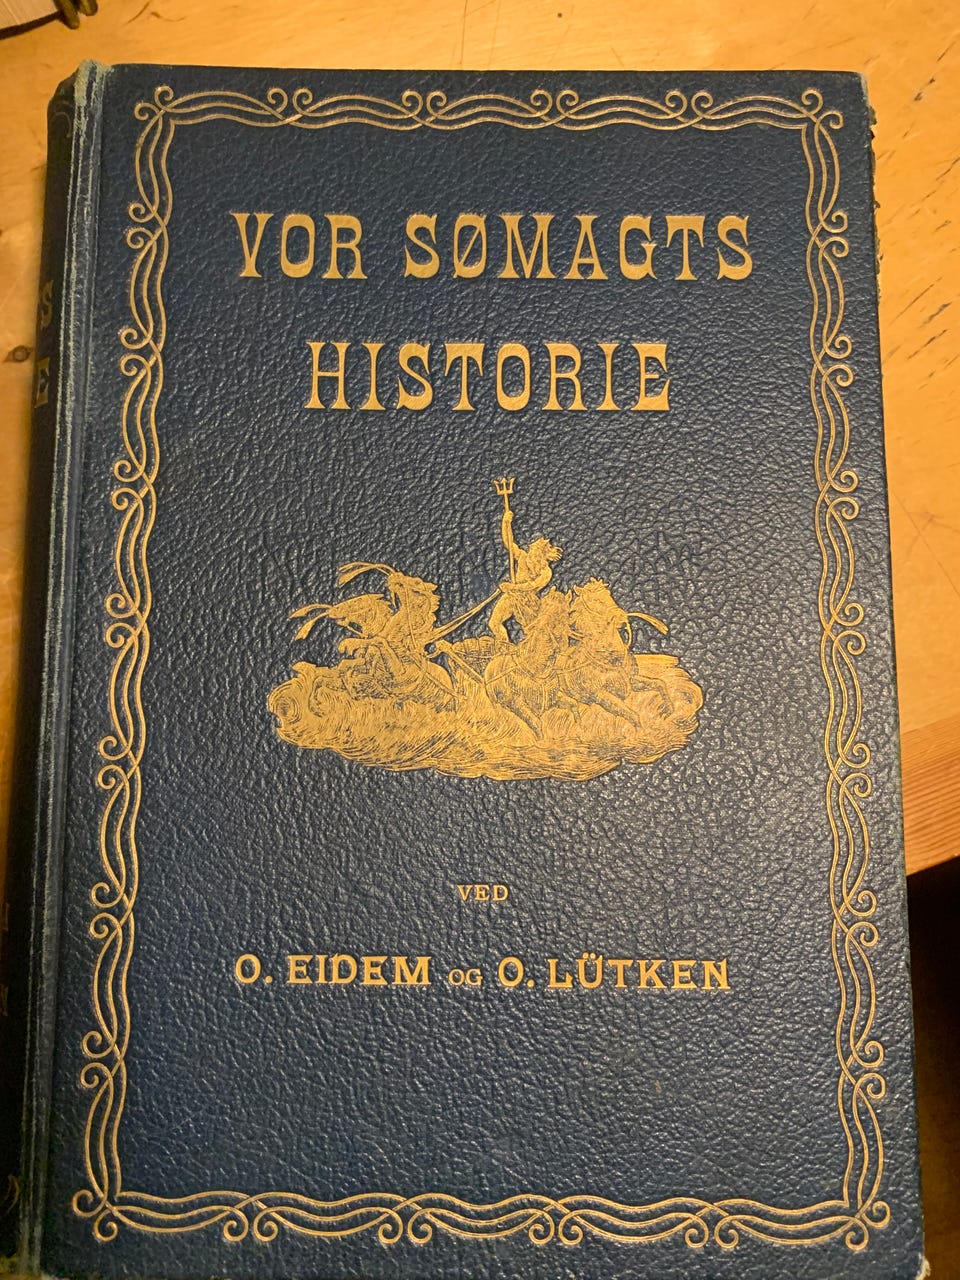 VOR SØMAGTS
HISTORIE
VED
O. EIDEM OG O. LÜTKEN